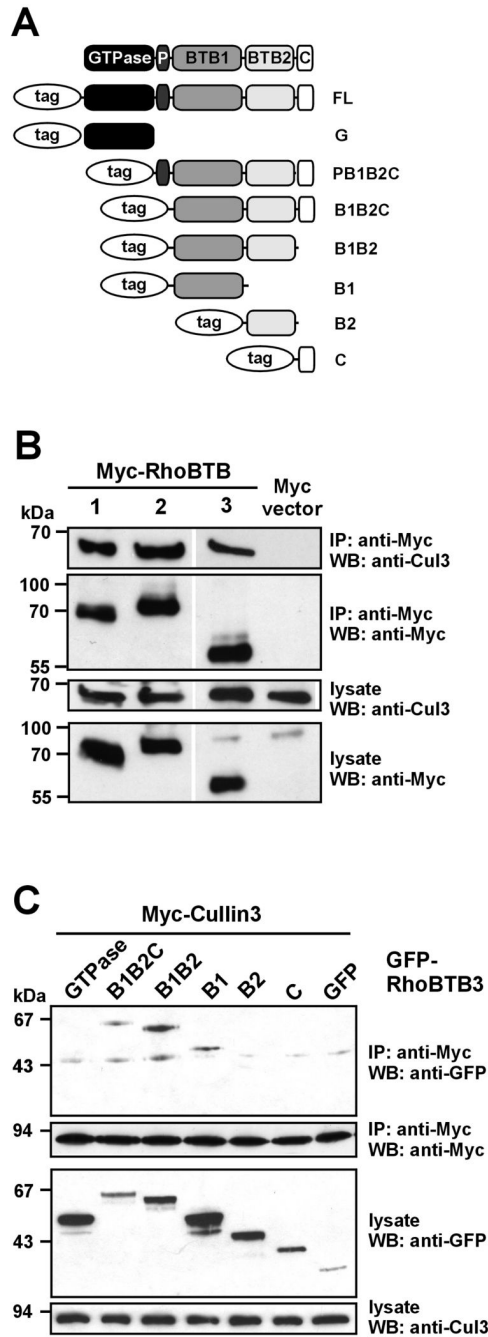 A
GTPase P BTB1 BTB2 C
tag FL
tag G
tag PB1B2C
tag B1B2C
tag B1B2
tag B1
tag B2
tag C
B
Myc-RhoBTB
Myc
vector
kDa 1 2 3
70
IP: anti-Myc
WB: anti-Cul3
100
70
55
IP: anti-Myc
WB: anti-Myc
70
lysate
WB: anti-Cul3
100
70
55
lysate
WB: anti-Myc
C
Myc-Cullin3
GTPase B1B2C B1B2 B1 B2 C GFP
GFP-
RhoBTB3
kDa
67
43
IP: anti-Myc
WB: anti-GFP
94
IP: anti-Myc
WB: anti-Myc
67
43
lysate
WB: anti-GFP
94
lysate
WB: anti-Cul3